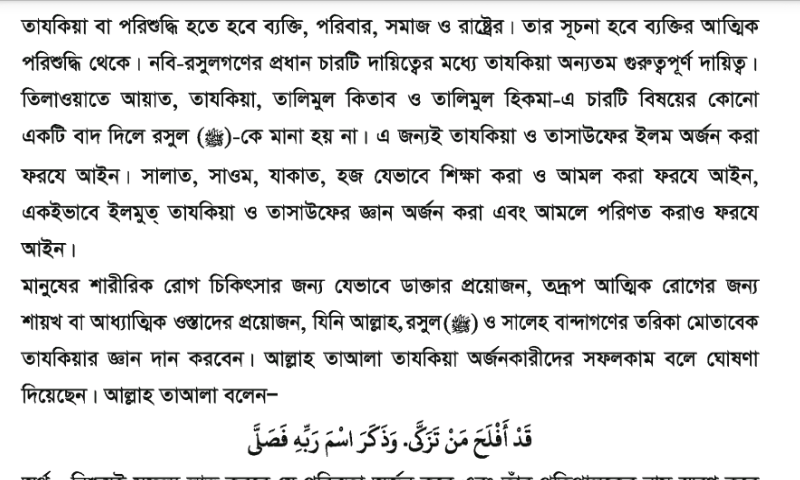 তাযকিয়া বা পরিশুদ্ধি হতে হবে ব্যক্তি, পরিবার, সমাজ ও রাষ্ট্রের। তার সূচনা হবে ব্যক্তির আত্মিক
পরিশুদ্ধি থেকে। নবি-রসুলগণের প্রধান চারটি দায়িত্বের মধ্যে তাযকিয়া অন্যতম গুরুত্বপূর্ণ দায়িত্ব।
তিলাওয়াতে আয়াত, তাযকিয়া, তালিমুল কিতাব ও তালিমুল হিকমা-এ চারটি বিষয়ের কোনো
একটি বাদ দিলে রসুল (ﷺ)-কে মানা হয় না। এ জন্যই তাযকিয়া ও তাসাউফের ইলম অর্জন করা
ফরযে আইন। সালাত, সাওম, যাকাত, হজ যেভাবে শিক্ষা করা ও আমল করা ফরযে আইন,
একইভাবে ইলমুত্ তাযকিয়া ও তাসাউফের জ্ঞান অর্জন করা এবং আমলে পরিণত করাও ফরযে
আইন।
মানুষের শারীরিক রোগ চিকিৎসার জন্য যেভাবে ডাক্তার প্রয়োজন, তদ্রূপ আত্মিক রোগের জন্য
শায়খ বা আধ্যাত্মিক ওস্তাদের প্রয়োজন, যিনি আল্লাহ, রসুল(ﷺ) ও সালেহ বান্দাগণের তরিকা মোতাবেক
তাযকিয়ার জ্ঞান দান করবেন। আল্লাহ তাআলা তাযকিয়া অর্জনকারীদের সফলকাম বলে ঘোষণা
দিয়েছেন। আল্লাহ তাআলা বলেন–
قَدْ أَفْلَحَ مَنْ تَزَكَّى. وَذَكَرَ اسْمَ رَبِّهِ فَصَلَّى